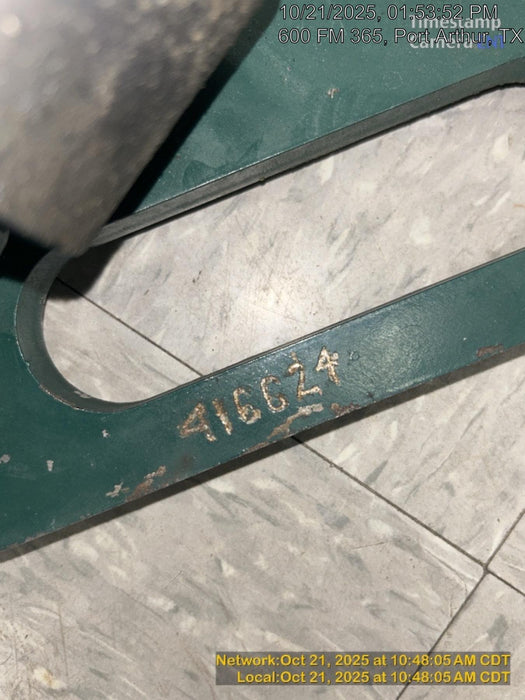 10/21/2025, 01:53:52 PM
Timestamp
600 FM 365, Port Arthur, TX
Camera
416624
Network:Oct 21, 2025 at 10:48:05 AM CDT
Local:Oct 21, 2025 at 10:48:05 AM CDT